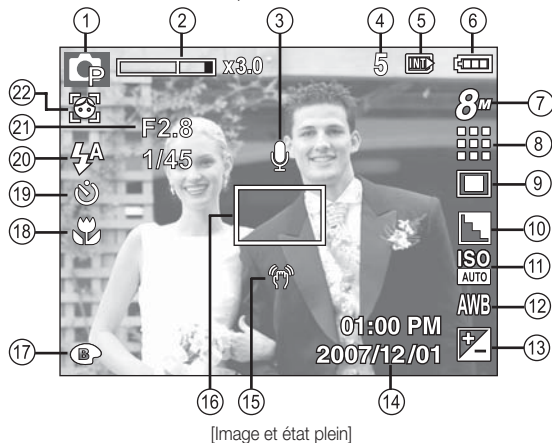 1 2 3 4 5 6
P x3.0 5 INT
22 8M 7
21 F2.8 8
20 A 1/45
19 9
18 10
ISO AUTO 11
16 AWB 12
01:00 PM
17 B 2007/12/01 13
16 15 14
[Image et état plein]